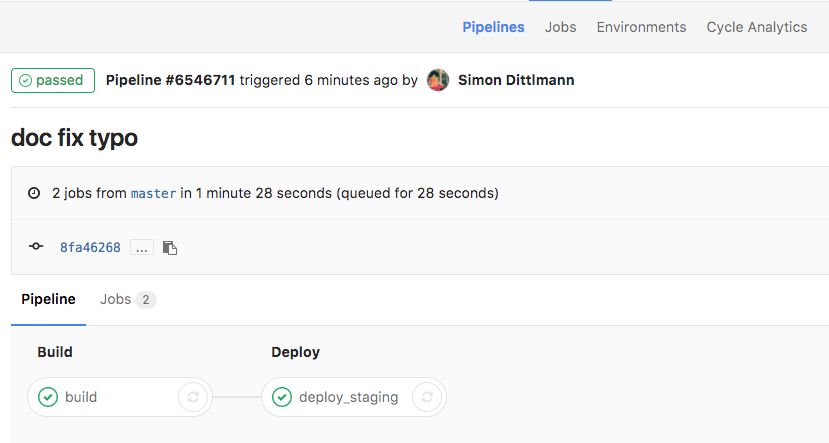 Pipelines Jobs Environments Cycle Analytics
passed Pipeline #6546711 triggered 6 minutes ago by Simon Dittlmann
doc fix typo
2 jobs from master in 1 minute 28 seconds (queued for 28 seconds)
8fa46268 ...
Pipeline Jobs 2
Build Deploy
build deploy_staging